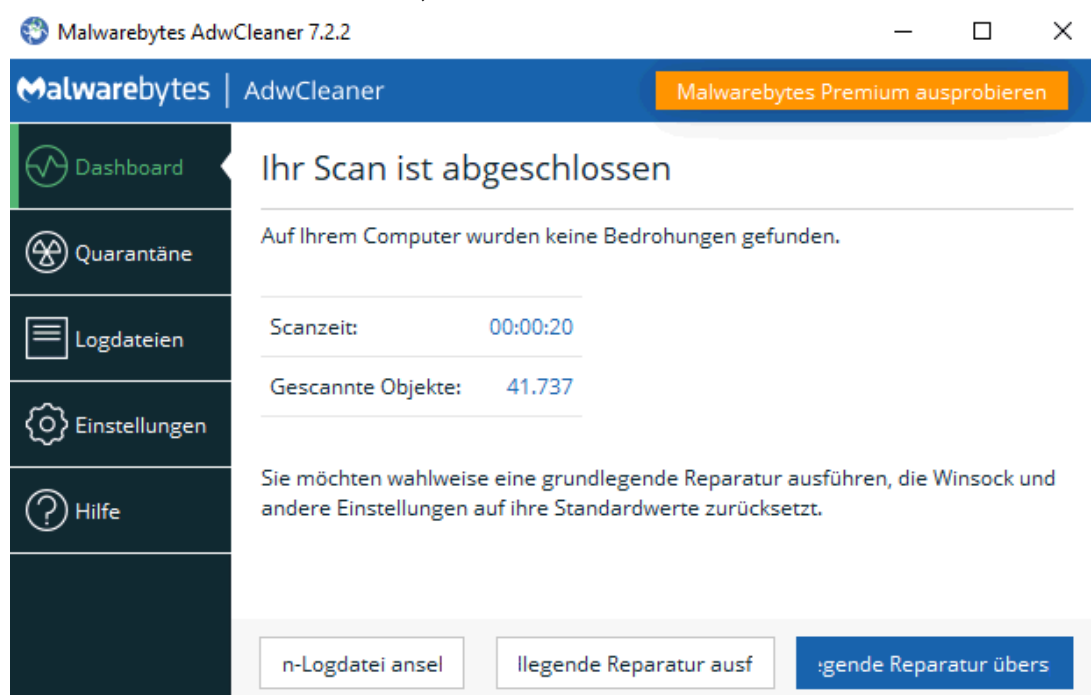 Malwarebytes AdwCleaner 7.2.2
Malwarebytes | AdwCleaner
Malwarebytes Premium ausprobieren
Dashboard
Ihr Scan ist abgeschlossen
Quarantäne
Auf Ihrem Computer wurden keine Bedrohungen gefunden.
Logdateien
Scanzeit: 00:00:20
Gescannte Objekte: 41.737
Einstellungen
Sie möchten wahlweise eine grundlegende Reparatur ausführen, die Winsock und
andere Einstellungen auf ihre Standardwerte zurücksetzt.
Hilfe
n-Logdatei ansel
llegende Reparatur ausf
gende Reparatur übers